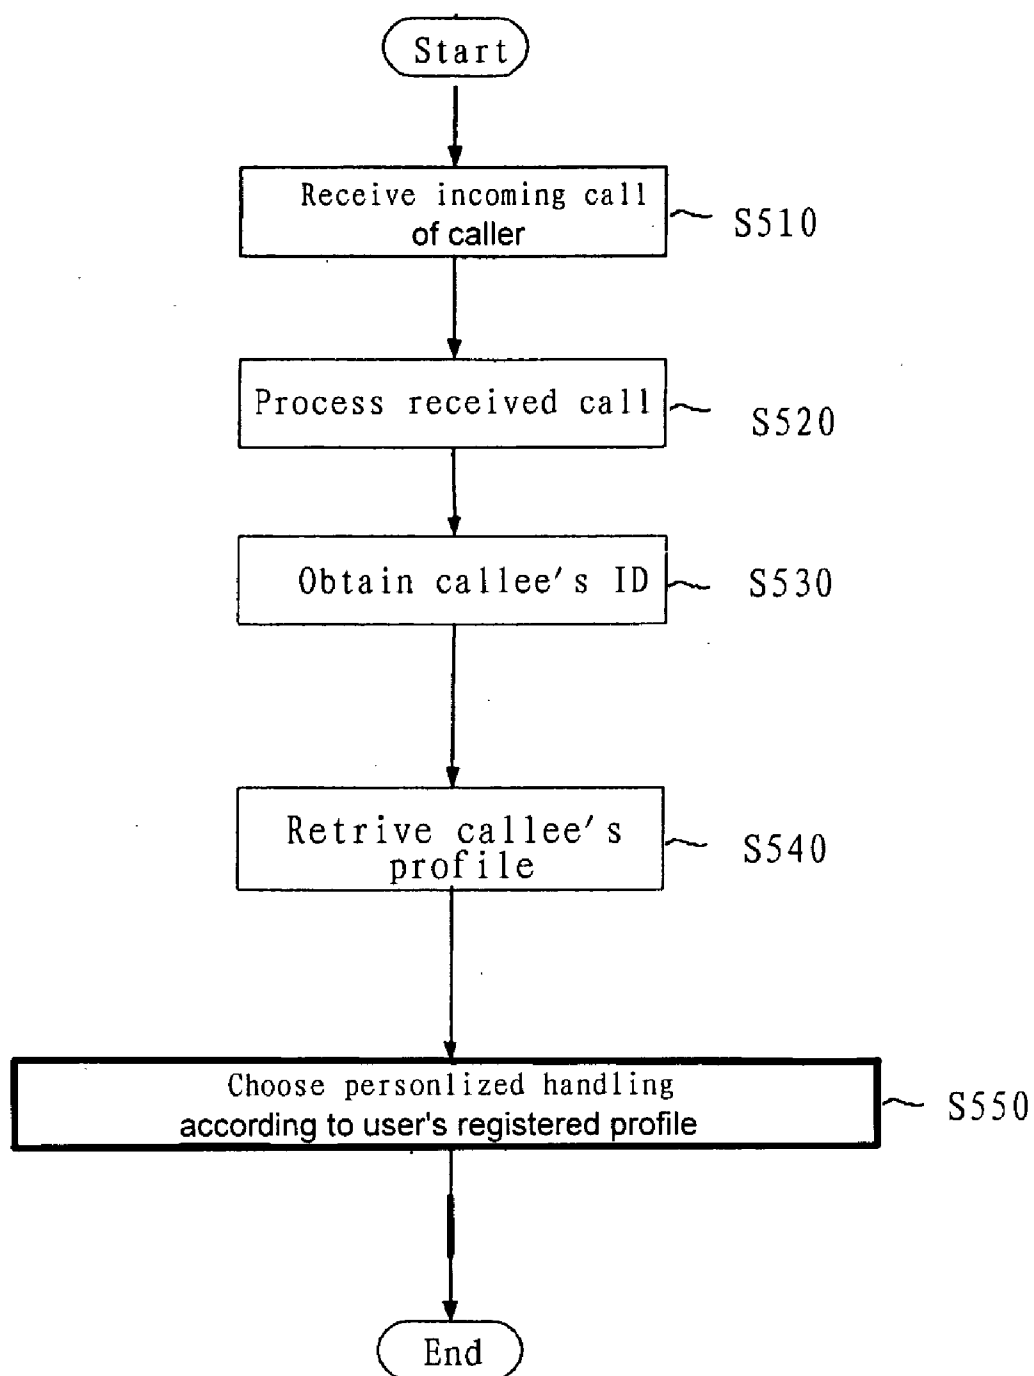 Start
Receive incoming call
of caller
S510
Process received call
S520
Obtain callee's ID
S530
Retrive callee's
profile
S540
Choose personlized handling
according to user's registered profile
S550
End